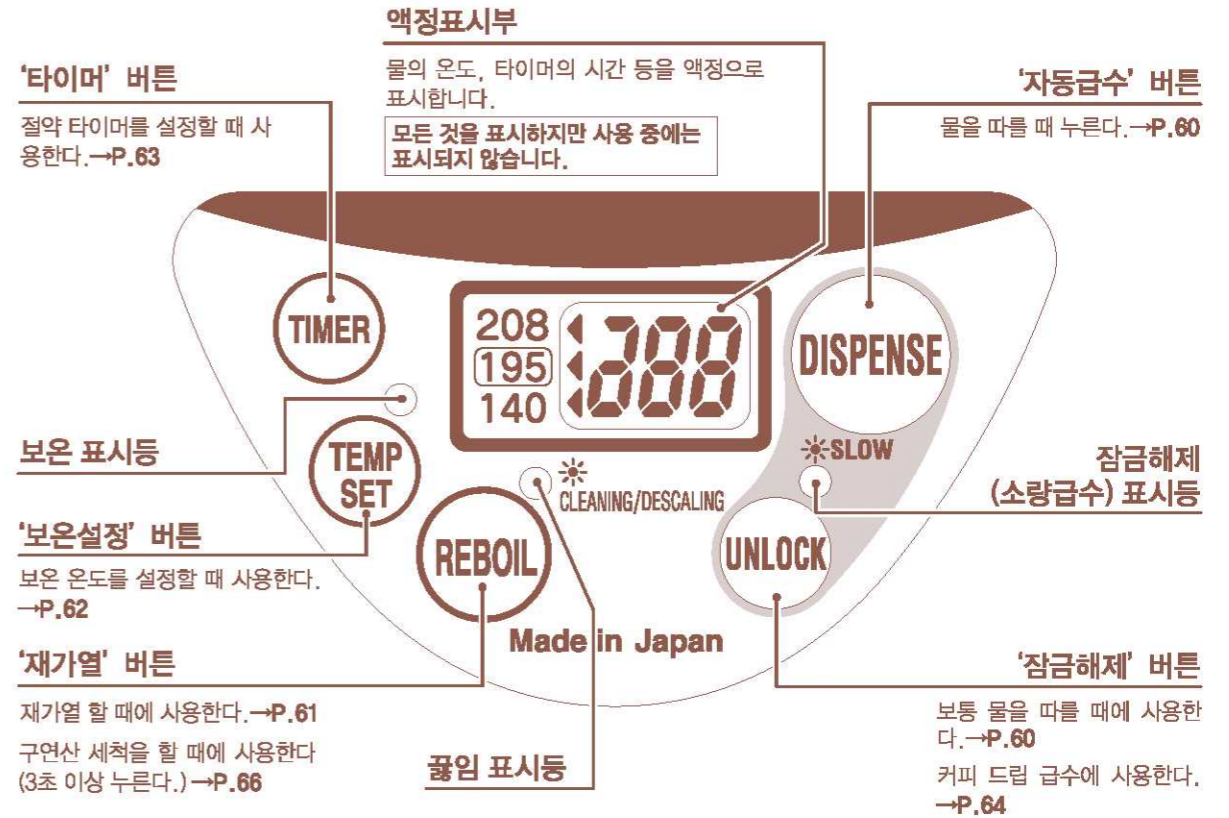 액정표시부
물의 온도, 타이머의 시간 등을 액정으로
표시합니다.
모든 것을 표시하지만 사용 중에는
표시되지 않습니다.
‘타이머’ 버튼
절약 타이머를 설정할 때 사
용한다.→P.63
‘자동급수’ 버튼
물을 따를 때 누른다.→P.60
TIMER
208
195
140
188
DISPENSE
보온 표시등
TEMP
SET
CLEANING/DESCALING
SLOW
잠금해제
(소량급수) 표시등
‘보온설정’ 버튼
보온 온도를 설정할 때 사용한다.
→P.62
REBOIL
UNLOCK
Made in Japan
‘재가열’ 버튼
재가열 할 때에 사용한다.→P.61
구연산 세척을 할 때에 사용한다
(3초 이상 누른다.)→P.66
끓임 표시등
‘잠금해제’ 버튼
보통 물을 따를 때에 사용한
다.→P.60
커피 드립 급수에 사용한다.
→P.64